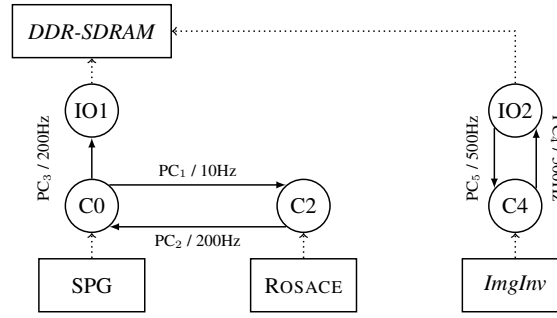 DDR-SDRAM
IO1
IO2
PC3 / 200Hz
PC1 / 10Hz
PC5 / 500Hz
C0
C2
C4
PC2 / 200Hz
SPG
ROSACE
ImgInv